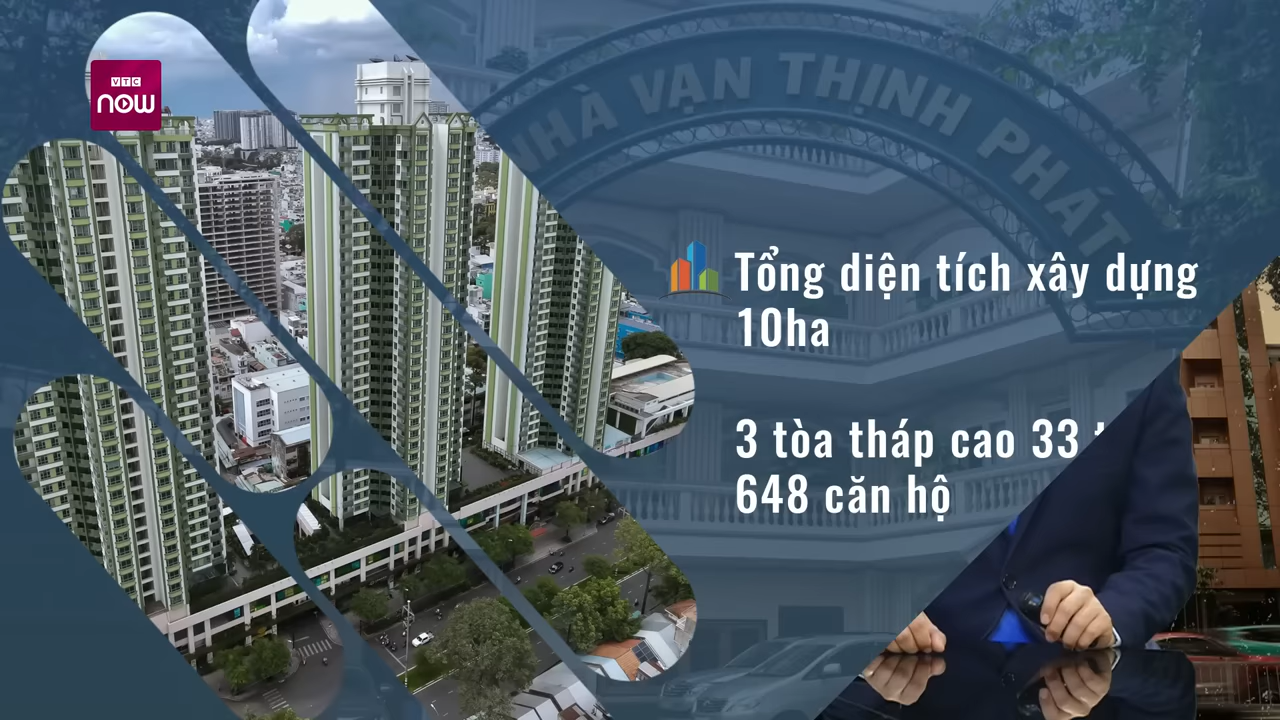 VTC
now
NHÀ VẠN THỊNH PHÁT
Tổng diện tích xây dựng
10ha
3 tòa tháp cao 33
648 căn hộ